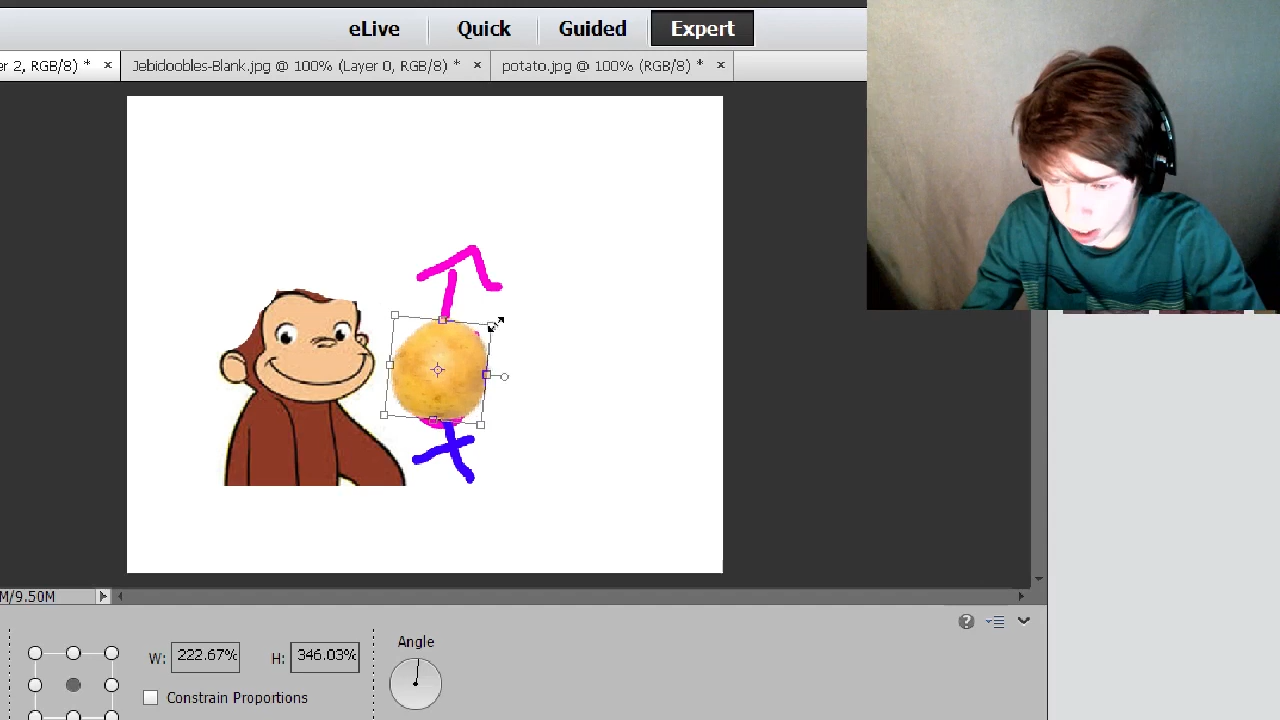 eLive Quick Guided Expert
er 2, RGB/8) * × Jebidoobles-Blank.jpg @ 100% (Layer 0, RGB/8) * × potato.jpg @ 100% (RGB/8) * ×
M/9.50M
Angle
W: 222.67% H: 346.03%
Constrain Proportions